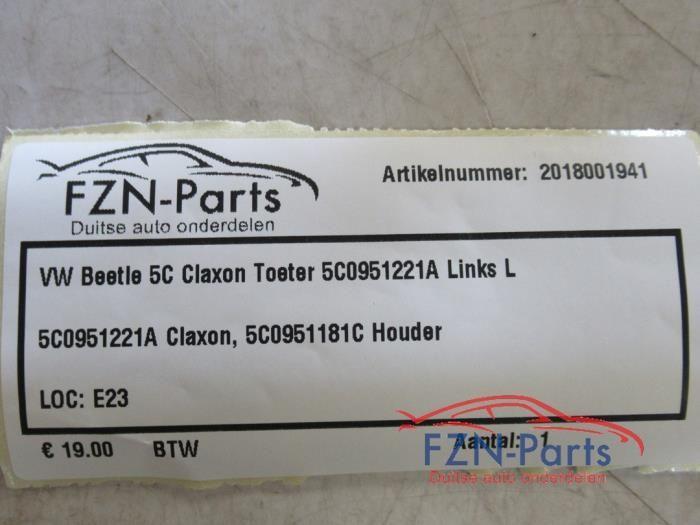 FZN-Parts
Duitse auto onderdelen
Artikelnummer: 2018001941
VW Beetle 5C Claxon Toeter 5C0951221A Links L
5C0951221A Claxon, 5C0951181C Houder
LOC: E23
€ 19.00 BTW Aantal: 1
FZN-Parts
Duitse auto onderdelen